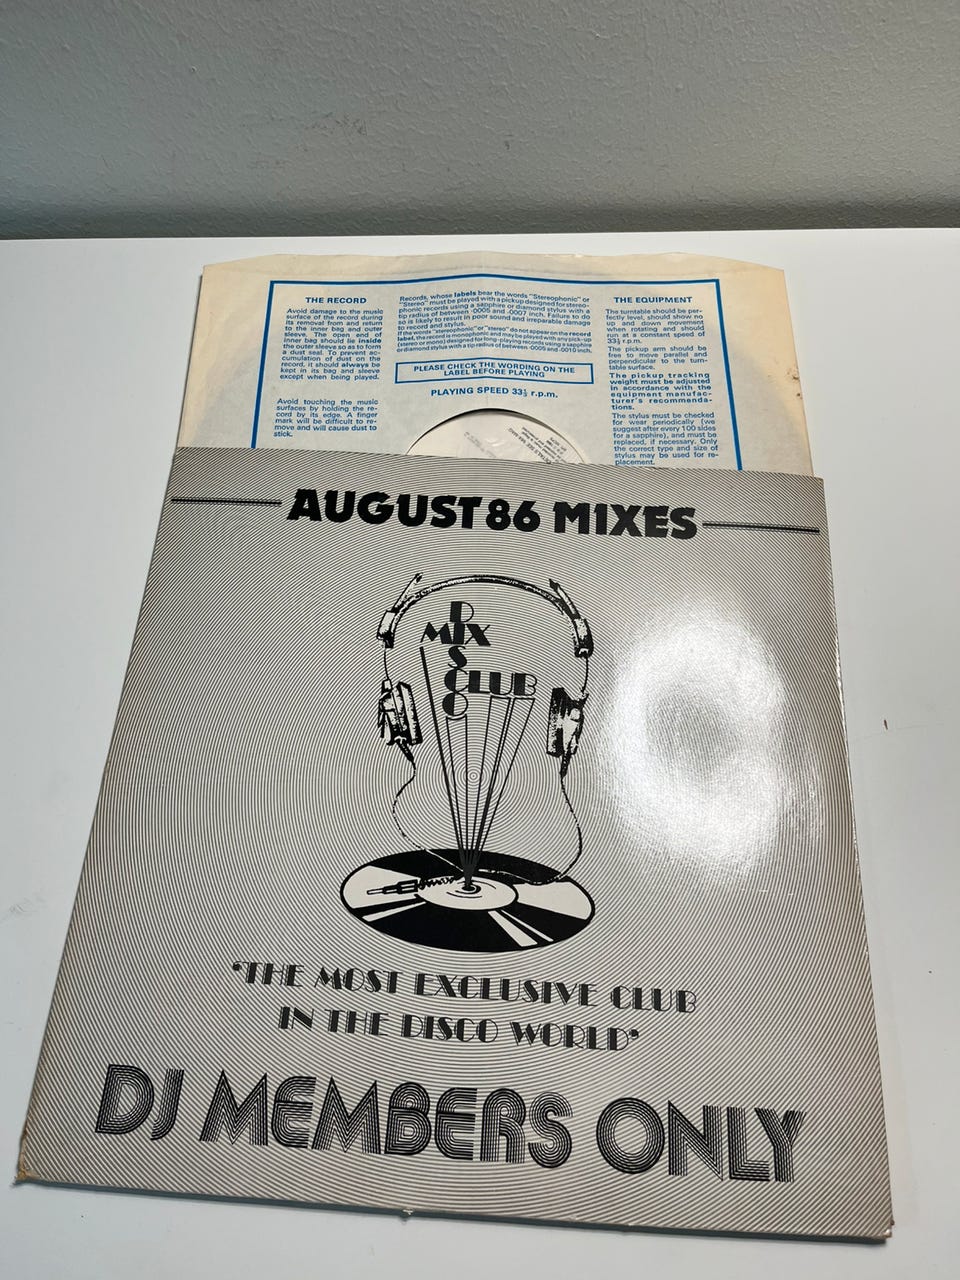 THE RECORD
Avoid damage to the music
surface of the record during
its removal from and return
to the inner bag and outer
sleeve. The open end of
inner bag should lie inside
the outer sleeve so as to form
a dust seal. To prevent ac-
cumulation of dust on the
record, it should always be
kept in its bag and sleeve
except when being played.
Avoid touching the music
surfaces by holding the re-
cord by its edge. A finger
mark will be difficult to re-
move and will cause dust to
stick.
Records, whose labels bear the words "Stereophonic" or
"Stereo" must be played with a pickup designed for stereo-
phonic records using a sapphire or diamond stylus with a
tip radius of between ·0005 and ·0007 inch. Failure to do
so is likely to result in poor sound and irreparable damage
to record and stylus.
If the words "stereophonic" or "stereo" do not appear on the record
label, the record is monophonic and may be played with any pick-up
(stereo or mono) designed for long-playing records using a sapphire
or diamond stylus with a tip radius of between ·0005 and ·0010 inch.
PLEASE CHECK THE WORDING ON THE
LABEL BEFORE PLAYING
PLAYING SPEED 33⅓ r.p.m.
THE EQUIPMENT
The turntable should be per-
fectly level, should show no
up and down movement
when rotating and should
have a constant speed of
33⅓ r.p.m.
The pickup arm should be
free to move parallel and
perpendicular to the turn-
table surface.
The pickup tracking
weight must be adjusted
in accordance with the
equipment manufac-
turer's recommenda-
tions.
The stylus must be checked
for wear periodically (we
suggest after every 100 sides
for a sapphire), and must be
replaced, if necessary. Only
the correct type and size of
stylus may be used for re-
placement.
AUGUST 86 MIXES
DISCO
MIX
CLUB
"THE MOST EXCLUSIVE CLUB
IN THE DISCO WORLD"
DJ MEMBERS ONLY